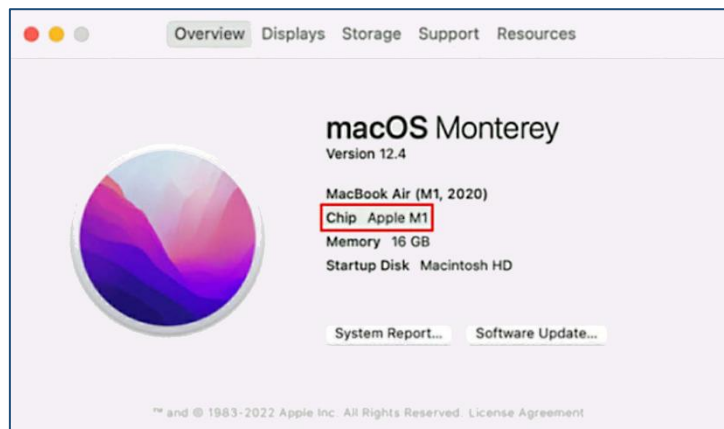 Overview Displays Storage Support Resources
macOS Monterey
Version 12.4
MacBook Air (M1, 2020)
Chip Apple M1
Memory 16 GB
Startup Disk Macintosh HD
System Report... Software Update...
™ and © 1983-2022 Apple Inc. All Rights Reserved. License Agreement